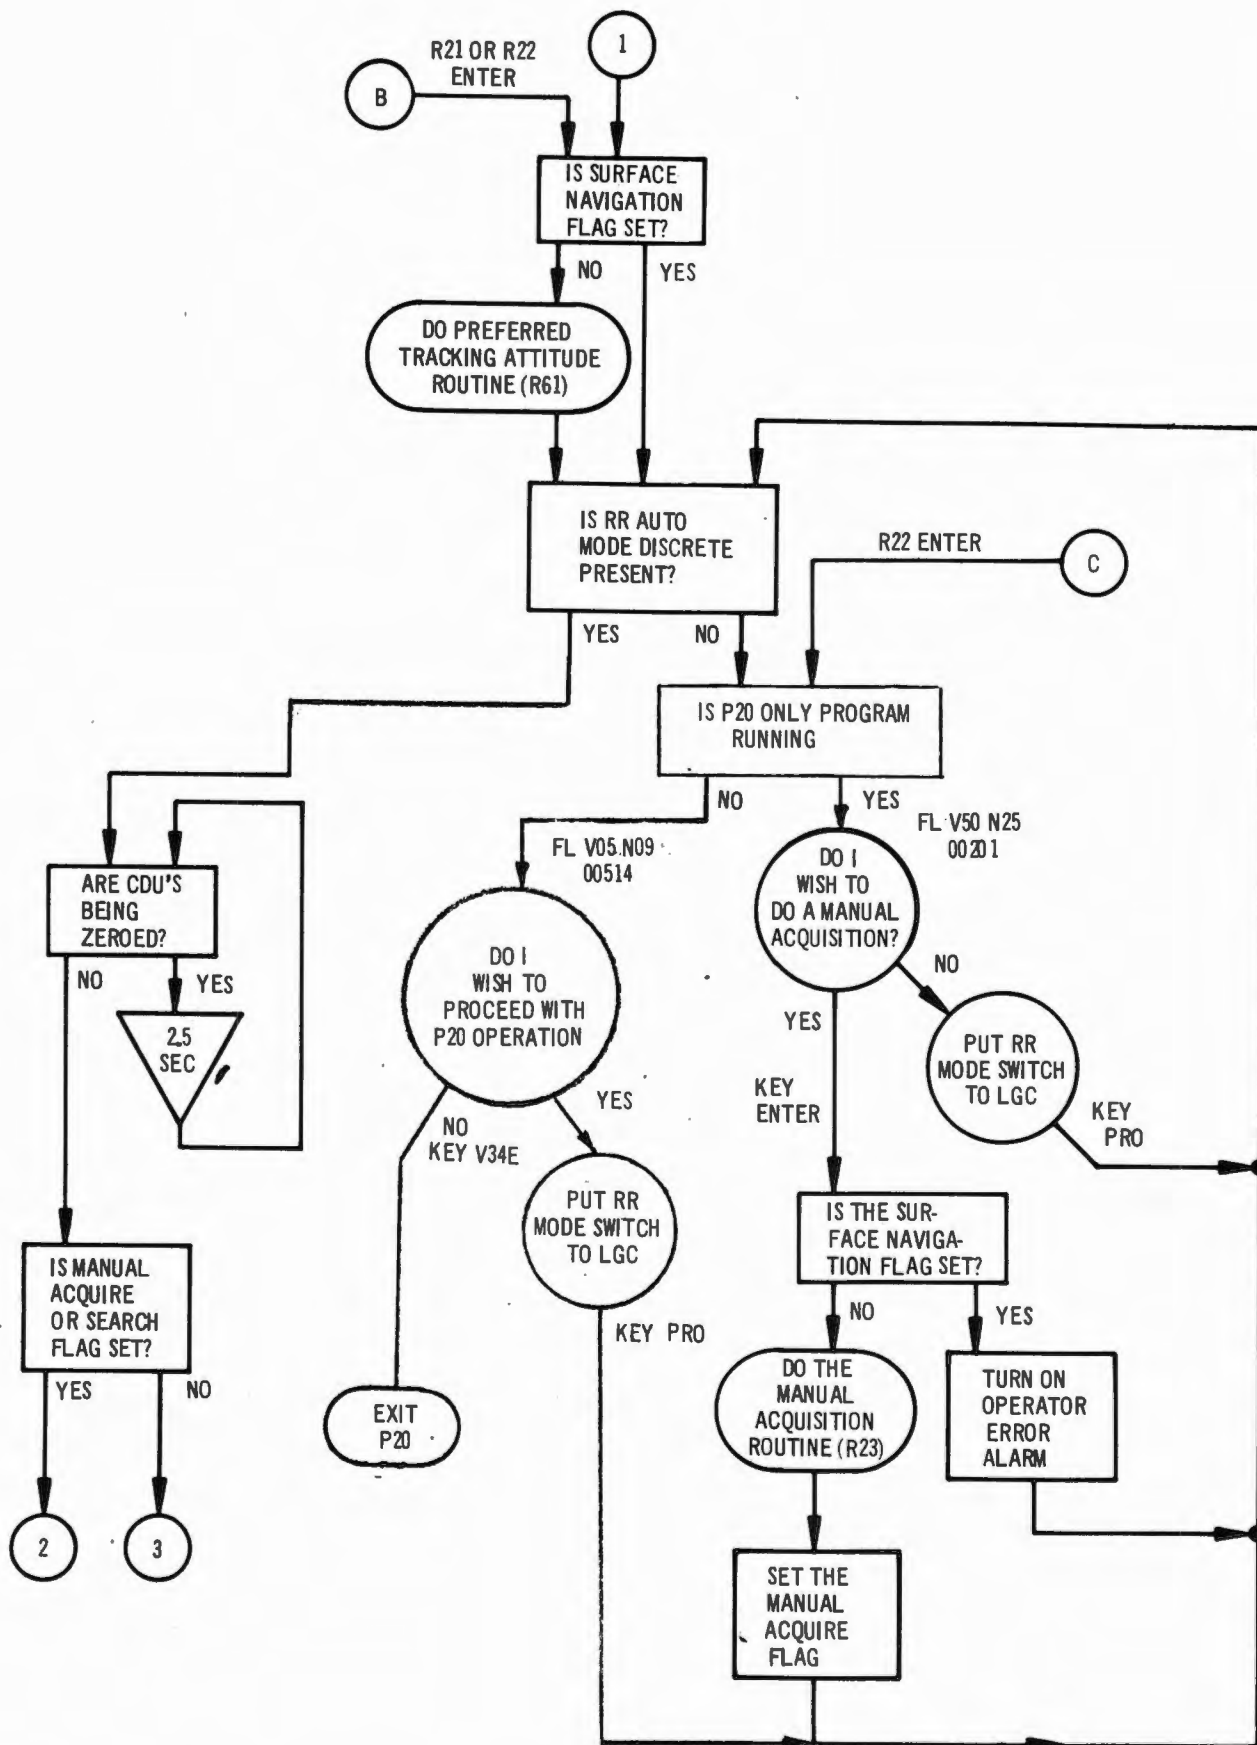 1
R21 OR R22
ENTER
B
IS SURFACE
NAVIGATION
FLAG SET?
NO
YES
DO PREFERRED
TRACKING ATTITUDE
ROUTINE (R61)
IS RR AUTO
MODE DISCRETE
PRESENT?
R22 ENTER
C
YES
NO
IS P20 ONLY PROGRAM
RUNNING
NO
YES
FL V05 N09
00514
FL V50 N25
00201
ARE CDU'S
BEING
ZEROED?
NO
YES
2.5
SEC
DO I
WISH TO
PROCEED WITH
P20 OPERATION
DO I
WISH TO
DO A MANUAL
ACQUISITION?
NO
YES
PUT RR
MODE SWITCH
TO LGC
KEY
ENTER
KEY
PRO
NO
KEY V34E
YES
PUT RR
MODE SWITCH
TO LGC
IS THE SUR-
FACE NAVIGA-
TION FLAG SET?
IS MANUAL
ACQUIRE
OR SEARCH
FLAG SET?
YES
NO
KEY PRO
NO
YES
EXIT
P20
DO THE
MANUAL
ACQUISITION
ROUTINE (R23)
TURN ON
OPERATOR
ERROR
ALARM
2
3
SET THE
MANUAL
ACQUIRE
FLAG